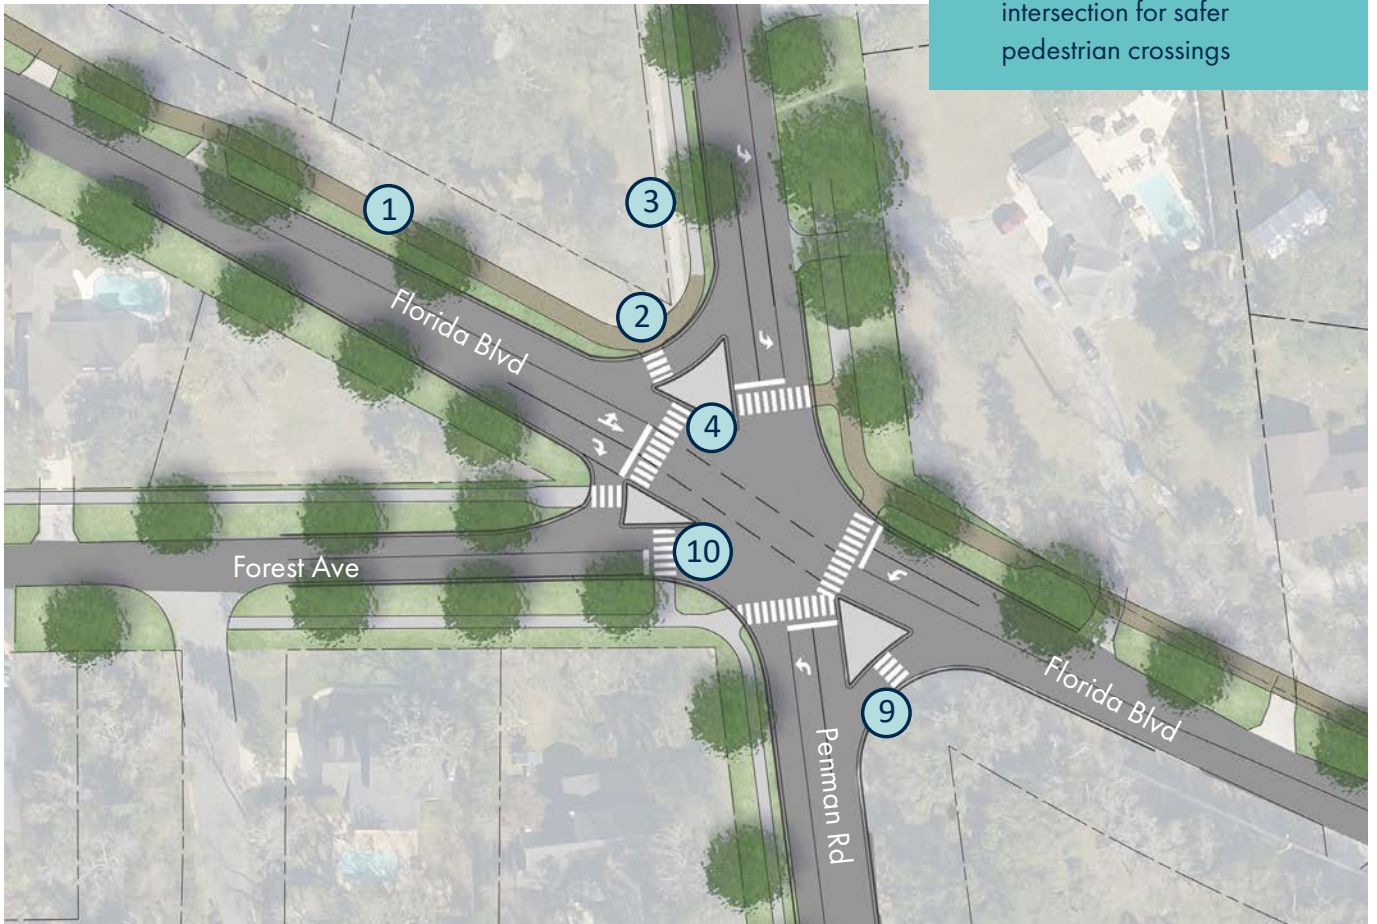 intersection for safer
pedestrian crossings
1
3
2
Florida Blvd
4
10
Forest Ave
Florida Blvd
9
Penman Rd